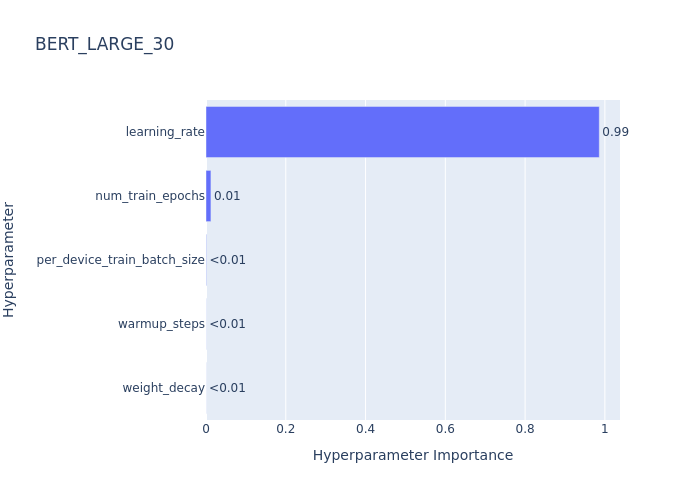 BERT_LARGE_30
Hyperparameter
learning_rate 0.99
num_train_epochs 0.01
per_device_train_batch_size <0.01
warmup_steps <0.01
weight_decay <0.01
0 0.2 0.4 0.6 0.8 1
Hyperparameter Importance